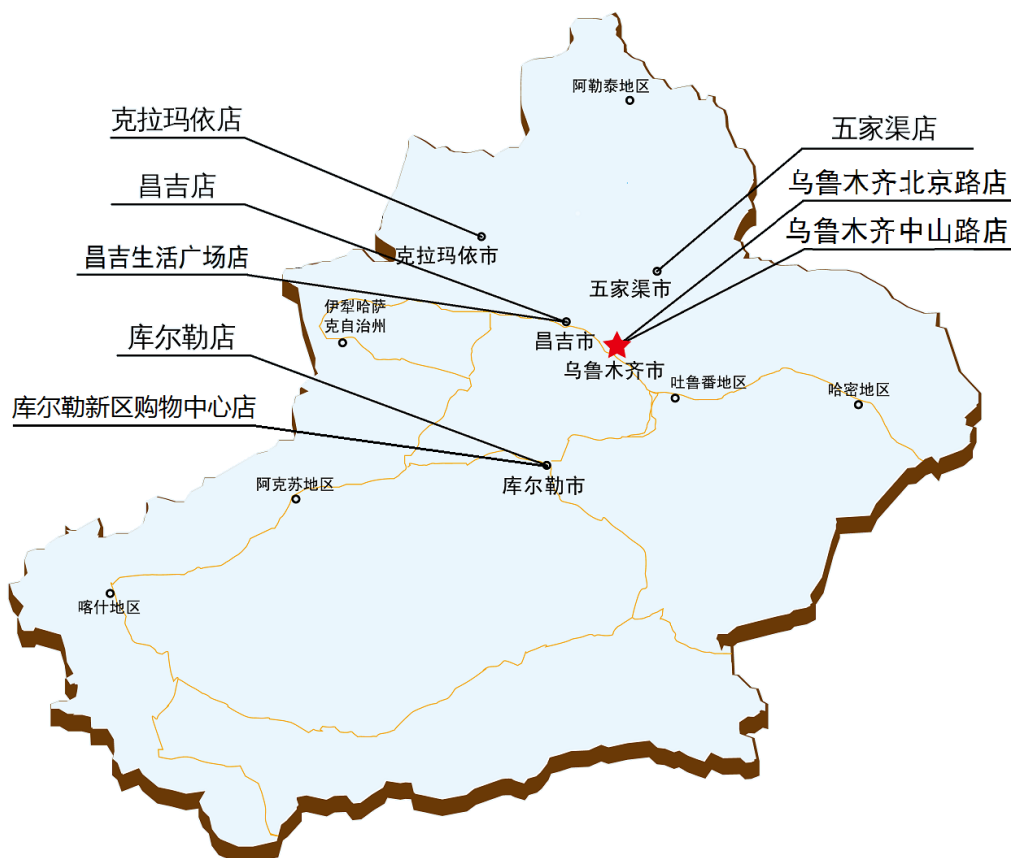 阿勒泰地区
克拉玛依店
五家渠店
昌吉店
乌鲁木齐北京路店
乌鲁木齐中山路店
克拉玛依市
昌吉生活广场店
五家渠市
伊犁哈萨
克自治州
库尔勒店
昌吉市
乌鲁木齐市
吐鲁番地区
哈密地区
库尔勒新区购物中心店
阿克苏地区
库尔勒市
喀什地区